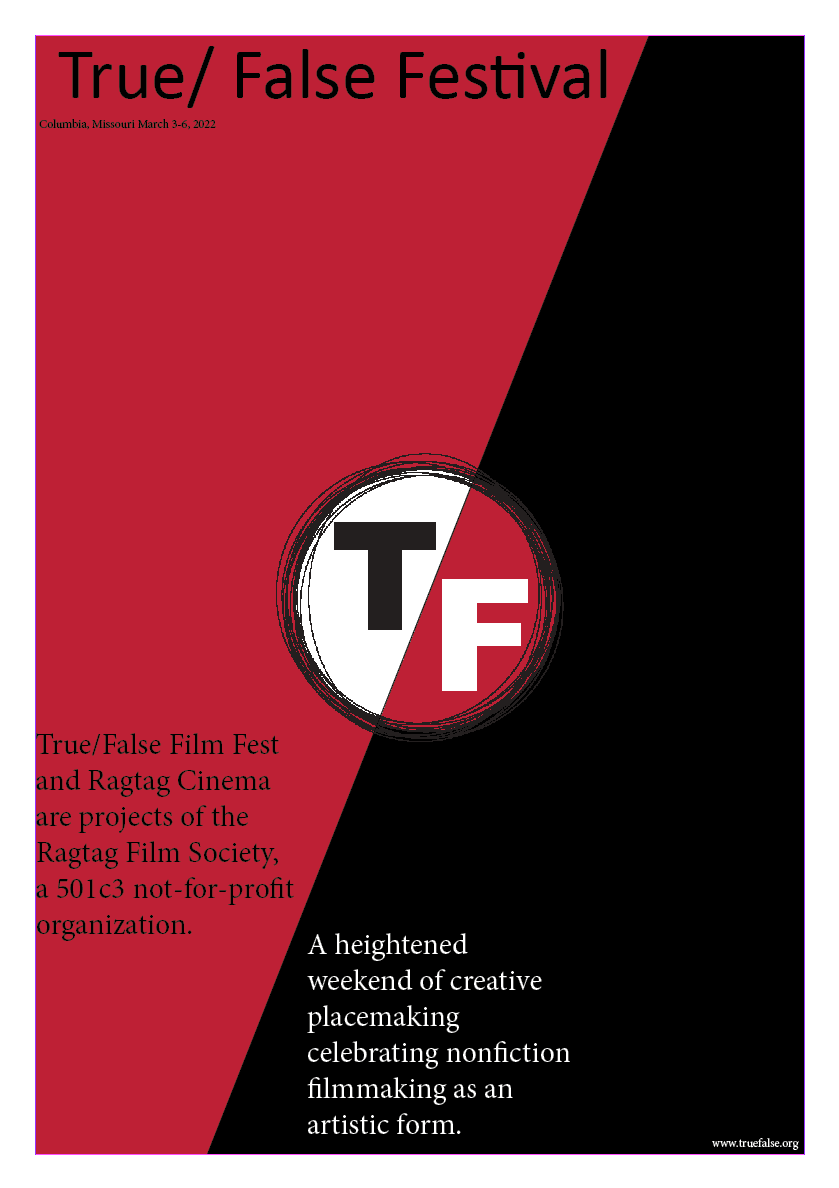 True/ False Festival
Columbia, Missouri March 3-6, 2022
T
F
True/False Film Fest
and Ragtag Cinema
are projects of the
Ragtag Film Society,
a 501c3 not-for-profit
organization.
A heightened
weekend of creative
placemaking
celebrating nonfiction
filmmaking as an
artistic form.
www.truefalse.org